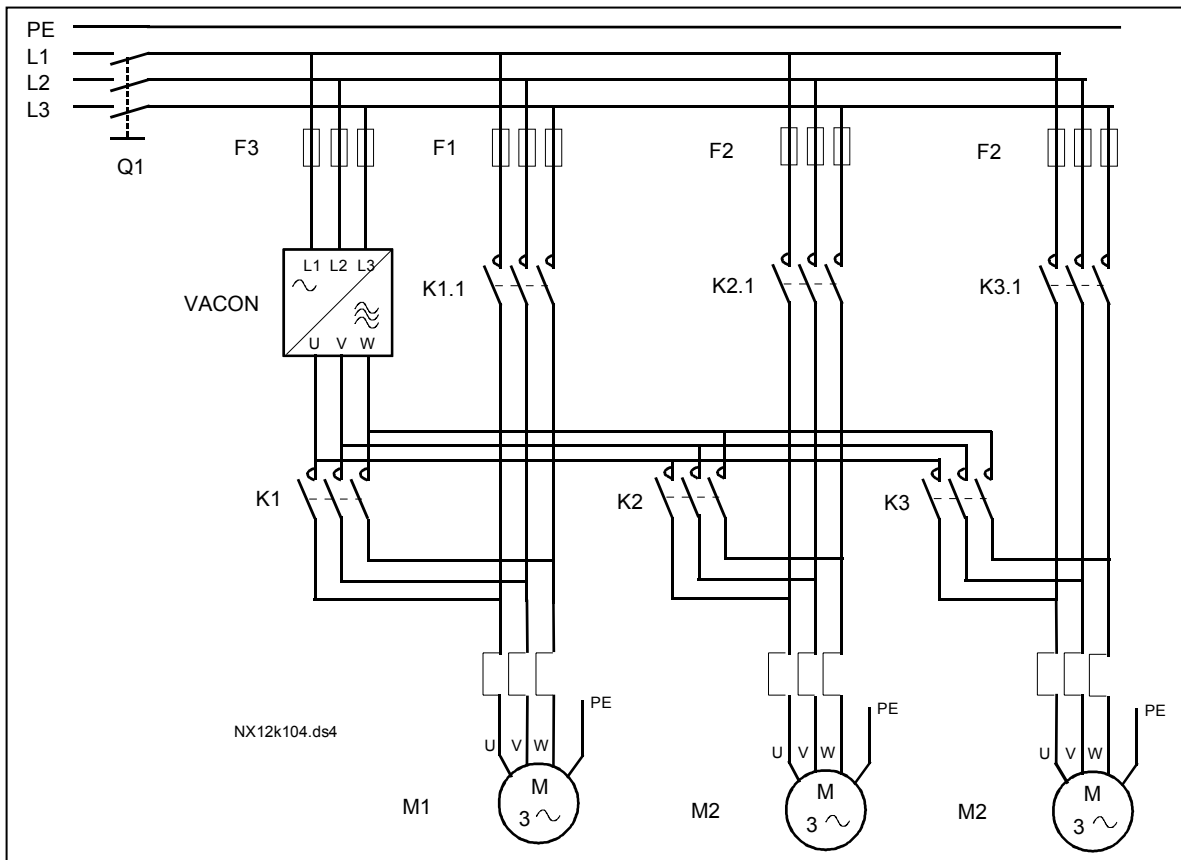 PE
L1
L2
L3
Q1
F3
F1
F2
F2
L1 L2 L3
VACON
U V W
K1.1
K2.1
K3.1
K1
K2
K3
PE
PE
PE
NX12k104.ds4
U V W
U V W
U V W
M
3
M
3
M
3
M1
M2
M2